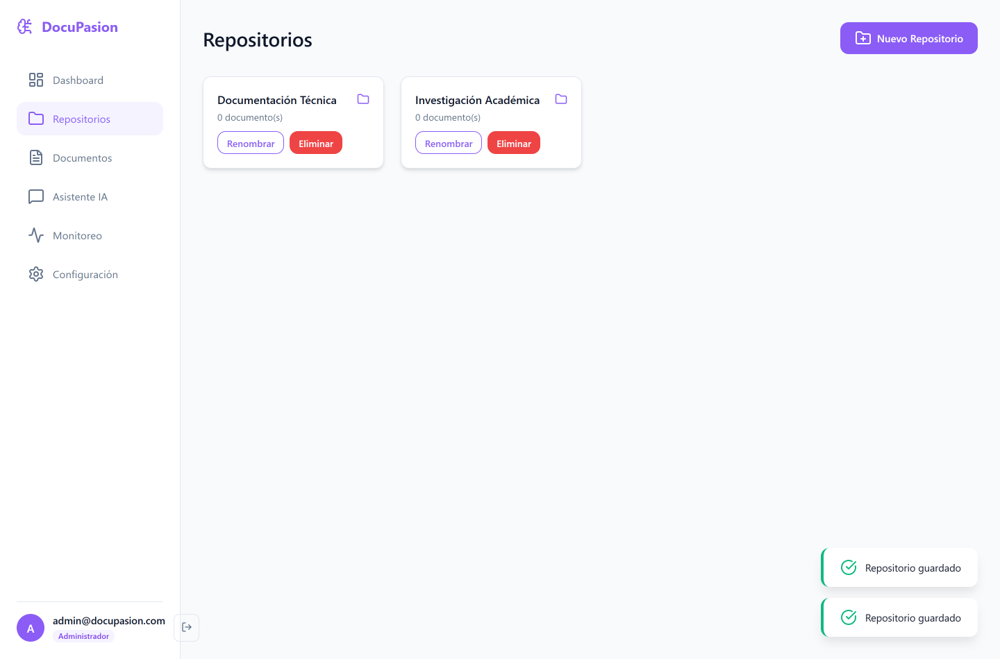 DocuPasion
Dashboard
Repositorios
Documentos
Asistente IA
Monitoreo
Configuración
A
admin@docupasion.com
Administrador
Repositorios
Nuevo Repositorio
Documentación Técnica
0 documento(s)
Renombrar
Eliminar
Investigación Académica
0 documento(s)
Renombrar
Eliminar
Repositorio guardado
Repositorio guardado